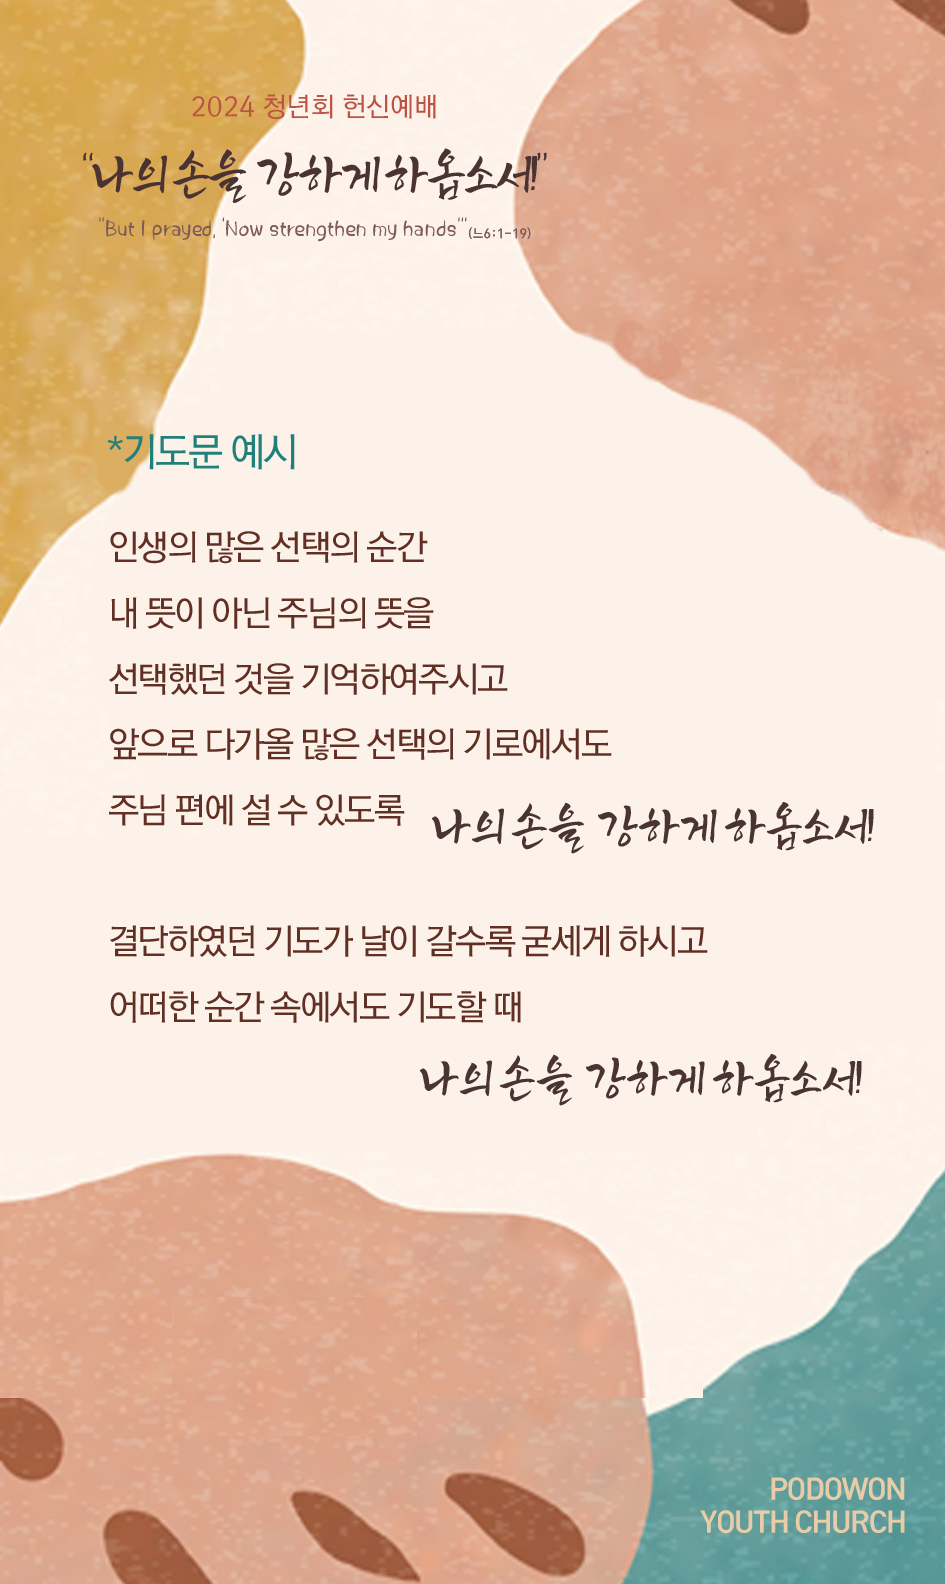 2024 청년회 헌신예배
"나의 손을 강하게 하옵소서!"
"But I prayed, 'Now strengthen my hands'"(느6:1-19)
*기도문 예시
인생의 많은 선택의 순간
내 뜻이 아닌 주님의 뜻을
선택했던 것을 기억하여주시고
앞으로 다가올 많은 선택의 기로에서도
주님 편에 설 수 있도록 나의 손을 강하게 하옵소서!
결단하였던 기도가 날이 갈수록 굳세게 하시고
어떠한 순간 속에서도 기도할 때
나의 손을 강하게 하옵소서!
PODOWON
YOUTH CHURCH